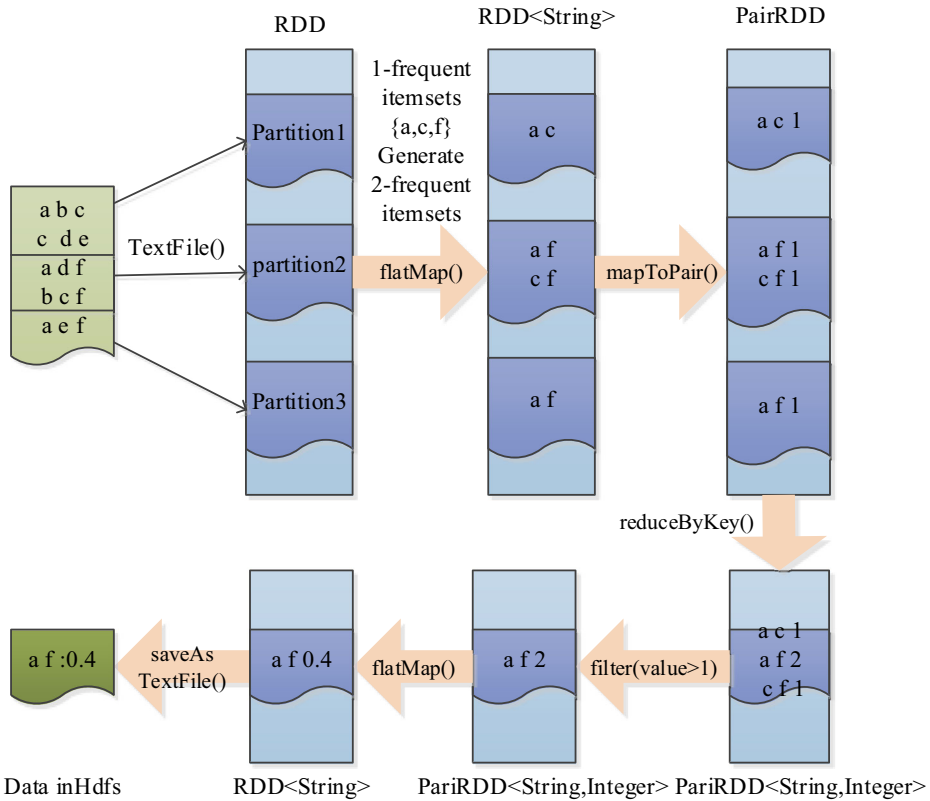 RDD
RDD<String>
PairRDD
1-frequent
itemsets
{a,c,f}
Generate
2-frequent
itemsets
Partition1
a c
a c 1
a b c
c d e
a d f
b c f
a e f
TextFile()
partition2
flatMap()
a f
c f
mapToPair()
a f 1
c f 1
Partition3
a f
a f 1
reduceByKey()
a f :0.4
saveAs
TextFile()
a f 0.4
flatMap()
a f 2
filter(value>1)
a c 1
a f 2
c f 1
Data inHdfs
RDD<String>
PariRDD<String,Integer>
PariRDD<String,Integer>